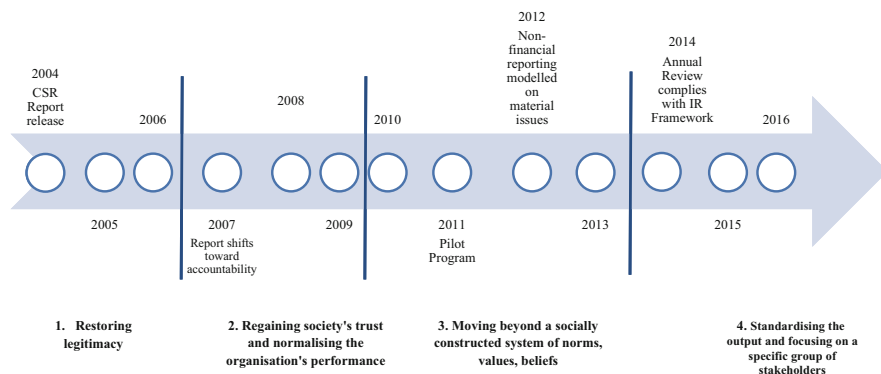 2004
CSR
Report
release
2005
2006
2007
Report shifts
toward
accountability
2008
2009
2010
2011
Pilot
Program
2012
Non-
financial
reporting
modelled
on
material
issues
2013
2014
Annual
Review
complies
with IR
Framework
2015
2016
1. Restoring
legitimacy
2. Regaining society's trust
and normalising the
organisation's performance
3. Moving beyond a socially
constructed system of norms,
values, beliefs
4. Standardising the
output and focusing on a
specific group of
stakeholders